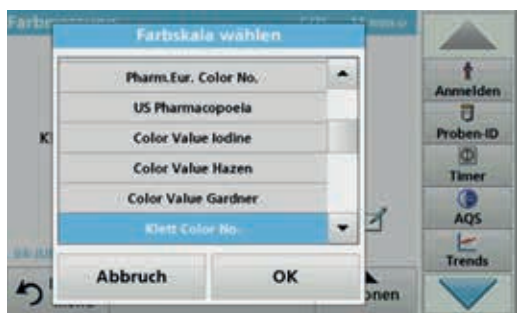 Farbskala wählen
Pharm.Eur. Color No.
US Pharmacopoeia
Color Value Iodine
Color Value Hazen
Color Value Gardner
Klett Color No.
Abbruch
OK
Anmelden
Proben-ID
Timer
AQS
Trends